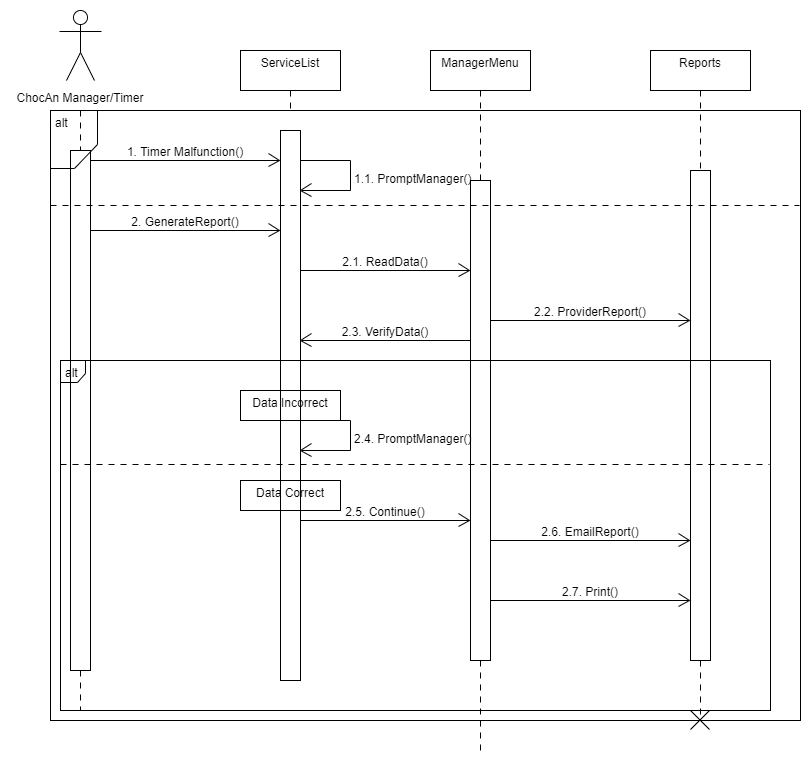 ServiceList
ManagerMenu
Reports
ChocAn Manager/Timer
alt
1. Timer Malfunction()
1.1. PromptManager()
2. GenerateReport()
2.1. ReadData()
2.2. ProviderReport()
2.3. VerifyData()
alt
Data Incorrect
2.4. PromptManager()
Data Correct
2.5. Continue()
2.6. EmailReport()
2.7. Print()